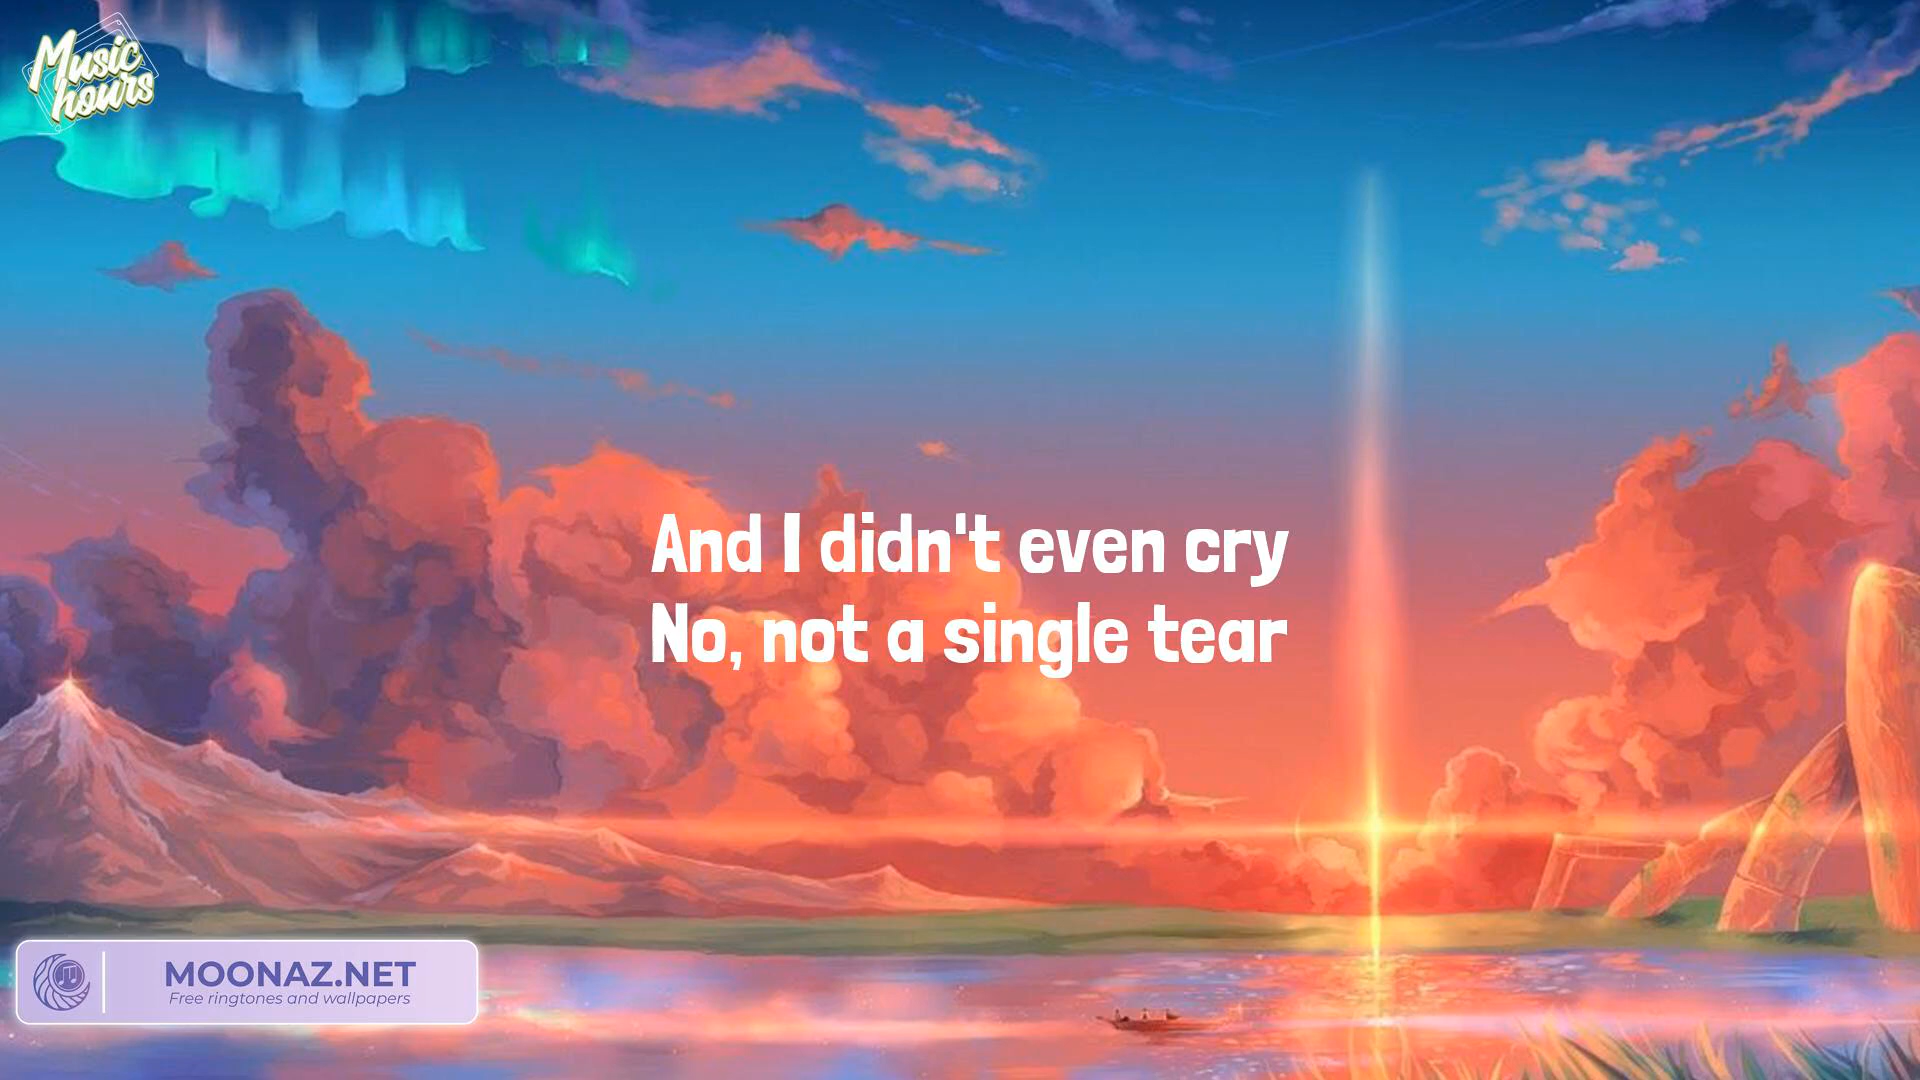 Music
hours
And I didn't even cry
No, not a single tear
MOONAZ.NET
Free ringtones and wallpapers